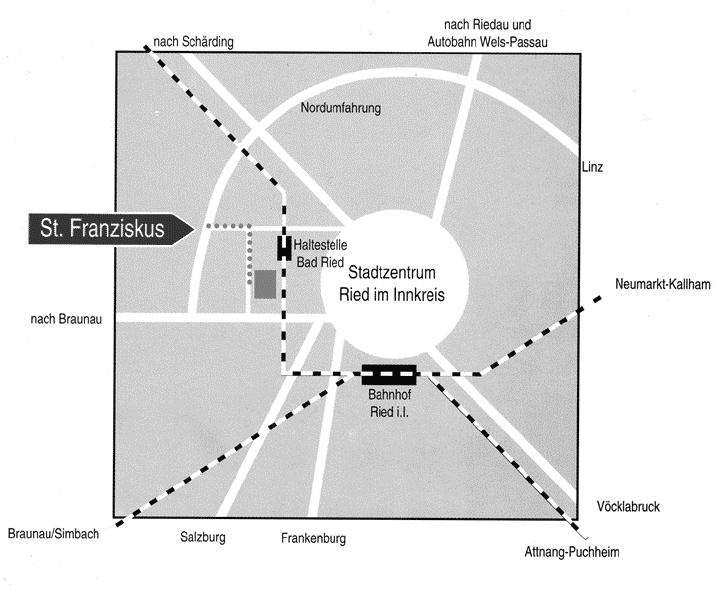 nach Riedau und
Autobahn Wels-Passau
nach Schärding
Nordumfahrung
Linz
St. Franziskus
Haltestelle
Bad Ried
Stadtzentrum
Ried im Innkreis
Neumarkt-Kallham
nach Braunau
Bahnhof
Ried i.I.
Vöcklabruck
Braunau/Simbach
Salzburg
Frankenburg
Attnang-Puchheim